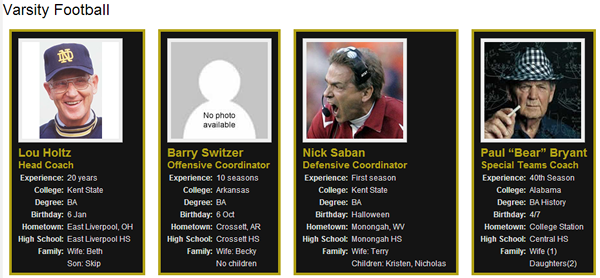 Varsity Football
No photo
available
Lou Holtz
Head Coach
Experience: 20 years
College: Kent State
Degree: BA
Birthday: 6 Jan
Hometown: East Liverpool, OH
High School: East Liverpool HS
Family: Wife: Beth
Son: Skip
Barry Switzer
Offensive Coordinator
Experience: 10 seasons
College: Arkansas
Degree: BA
Birthday: 6 Oct
Hometown: Crossett, AR
High School: Crossett HS
Family: Wife: Becky
No children
Nick Saban
Defensive Coordinator
Experience: First season
College: Kent State
Degree: BA
Birthday: Halloween
Hometown: Monongah, WV
High School: Monongah HS
Family: Wife: Terry
Children: Kristen, Nicholas
Paul “Bear” Bryant
Special Teams Coach
Experience: 40th Season
College: Alabama
Degree: BA History
Birthday: 4/7
Hometown: College Station
High School: Central HS
Family: Wife (1)
Daughters(2)